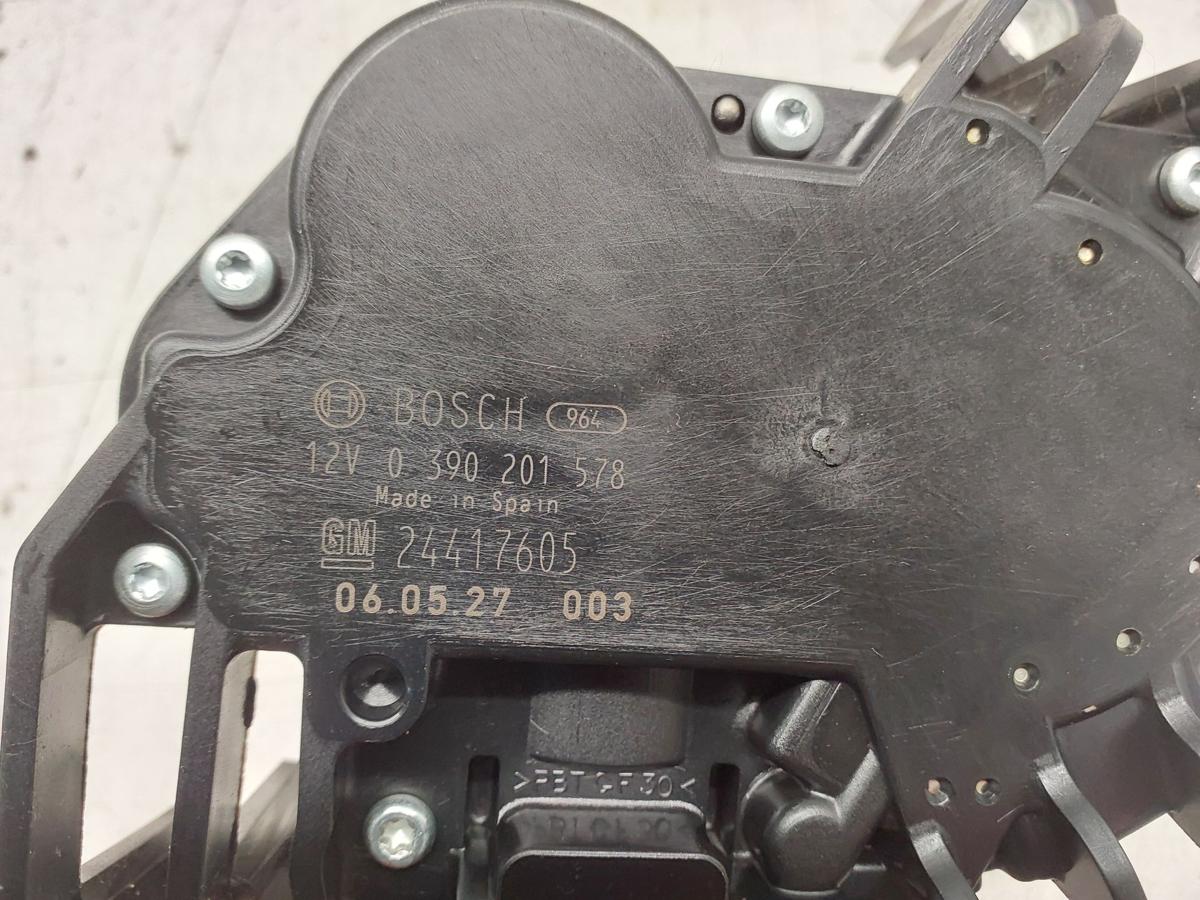 BOSCH 964
12V 0 390 201 578
Made in Spain
GM 24417605
06.05.27 003
>PBT GF30<